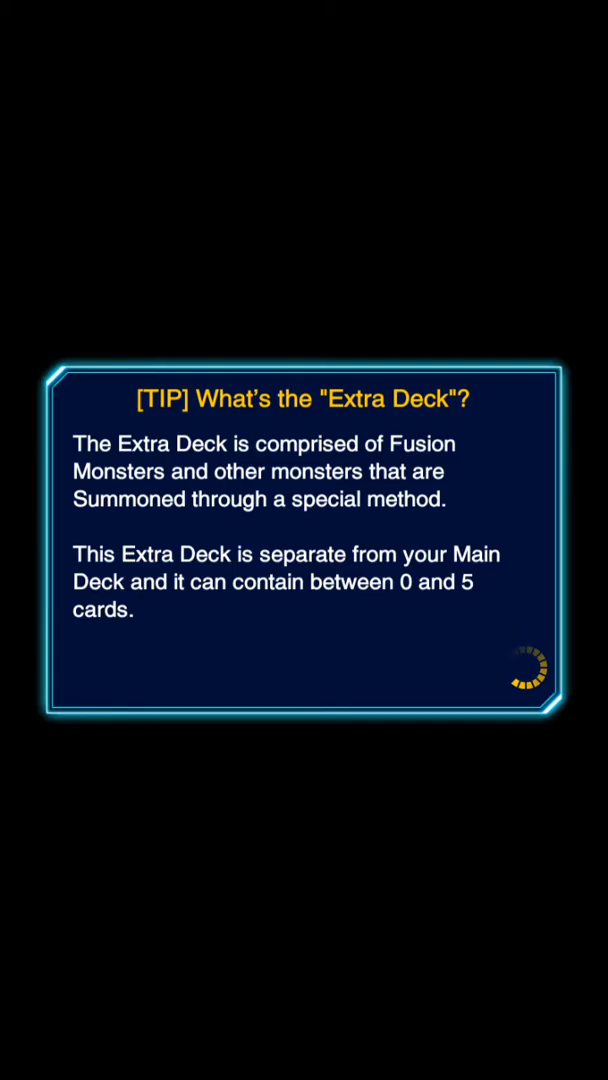 [TIP] What’s the "Extra Deck"?
The Extra Deck is comprised of Fusion
Monsters and other monsters that are
Summoned through a special method.
This Extra Deck is separate from your Main
Deck and it can contain between 0 and 5
cards.